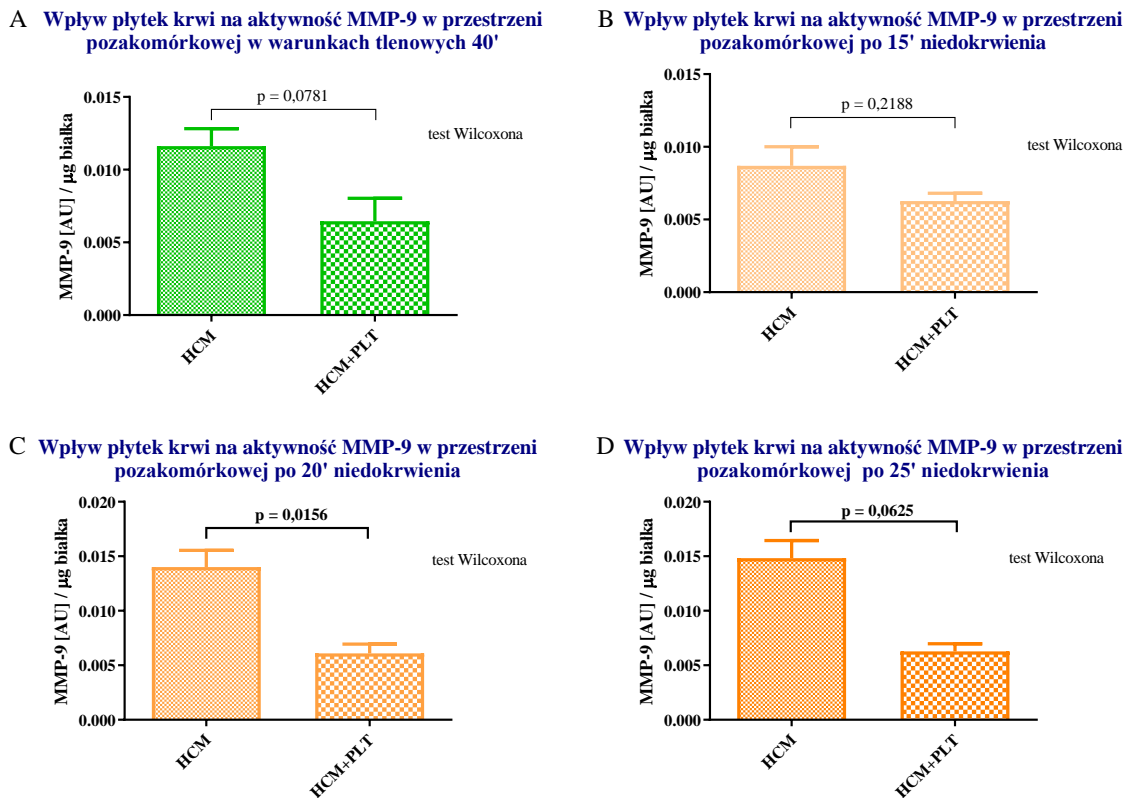 A
Wpływ płytek krwi na aktywność MMP-9 w przestrzeni
pozakomórkowej w warunkach tlenowych 40'
MMP-9 [AU] / µg białka
0.015
0.010
0.005
0.000
p = 0,0781
test Wilcoxona
HCM
HCM+PLT
B
Wpływ płytek krwi na aktywność MMP-9 w przestrzeni
pozakomórkowej po 15' niedokrwienia
MMP-9 [AU] / µg białka
0.015
0.010
0.005
0.000
p = 0,2188
test Wilcoxona
HCM
HCM+PLT
C
Wpływ płytek krwi na aktywność MMP-9 w przestrzeni
pozakomórkowej po 20' niedokrwienia
MMP-9 [AU] / µg białka
0.020
0.015
0.010
0.005
0.000
p = 0,0156
test Wilcoxona
HCM
HCM+PLT
D
Wpływ płytek krwi na aktywność MMP-9 w przestrzeni
pozakomórkowej po 25' niedokrwienia
MMP-9 [AU] / µg białka
0.020
0.015
0.010
0.005
0.000
p = 0,0625
test Wilcoxona
HCM
HCM+PLT